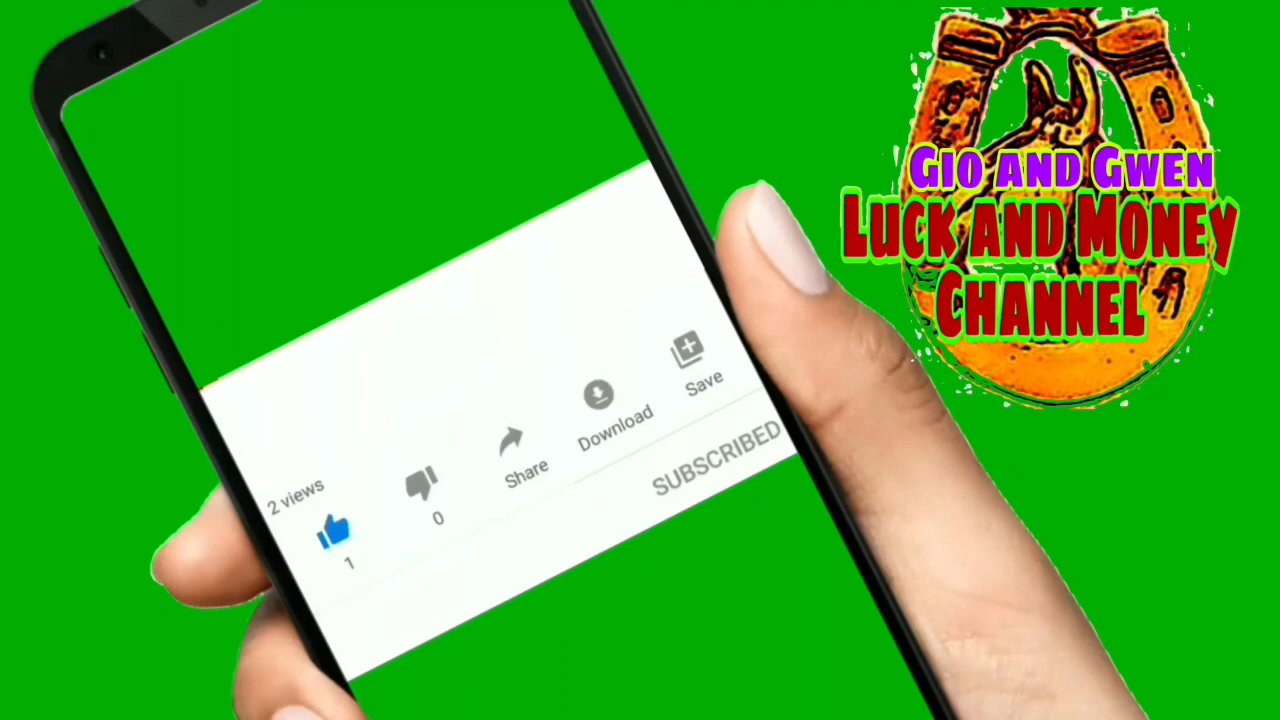 Gio and Gwen
Luck and Money
Channel
2 views
1
0
Share
Download
Save
SUBSCRIBED